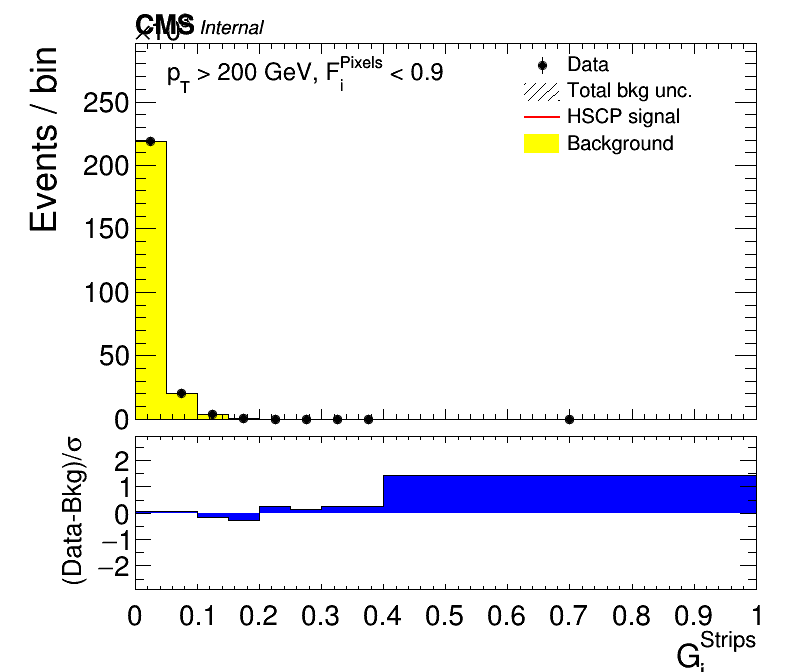 CMS Internal
×10³
p_T > 200 GeV, F_i^Pixels < 0.9
Data
Total bkg unc.
HSCP signal
Background
Events / bin
250
200
150
100
50
0
(Data-Bkg)/σ
2
1
0
−1
−2
0 0.1 0.2 0.3 0.4 0.5 0.6 0.7 0.8 0.9 1
G_i^Strips